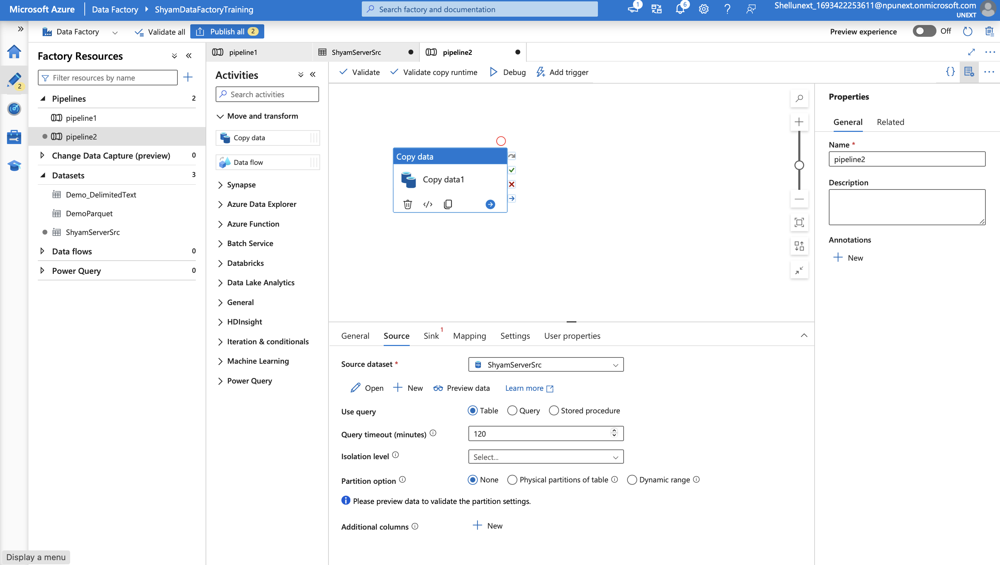 Microsoft Azure
Data Factory
ShyamDataFactoryTraining
Search factory and documentation
1
6
Shellunext_1693422253611@npunext.onmicrosoft.com
UNEXT
Data Factory
Validate all
Publish all 2
Preview experience
Off
2
Factory Resources
Filter resources by name
Pipelines 2
pipeline1
pipeline2
Change Data Capture (preview) 0
Datasets 3
Demo_DelimitedText
DemoParquet
ShyamServerSrc
Data flows 0
Power Query 0
pipeline1
ShyamServerSrc
pipeline2
Activities
Search activities
Move and transform
Copy data
Data flow
Synapse
Azure Data Explorer
Azure Function
Batch Service
Databricks
Data Lake Analytics
General
HDInsight
Iteration & conditionals
Machine Learning
Power Query
Validate
Validate copy runtime
Debug
Add trigger
Copy data
Copy data1
General
Source
Sink 1
Mapping
Settings
User properties
Source dataset *
ShyamServerSrc
Open
New
Preview data
Learn more
Use query
Table
Query
Stored procedure
Query timeout (minutes)
120
Isolation level
Select...
Partition option
None
Physical partitions of table
Dynamic range
Please preview data to validate the partition settings.
Additional columns
New
Properties
General
Related
Name *
pipeline2
Description
Annotations
New
Display a menu